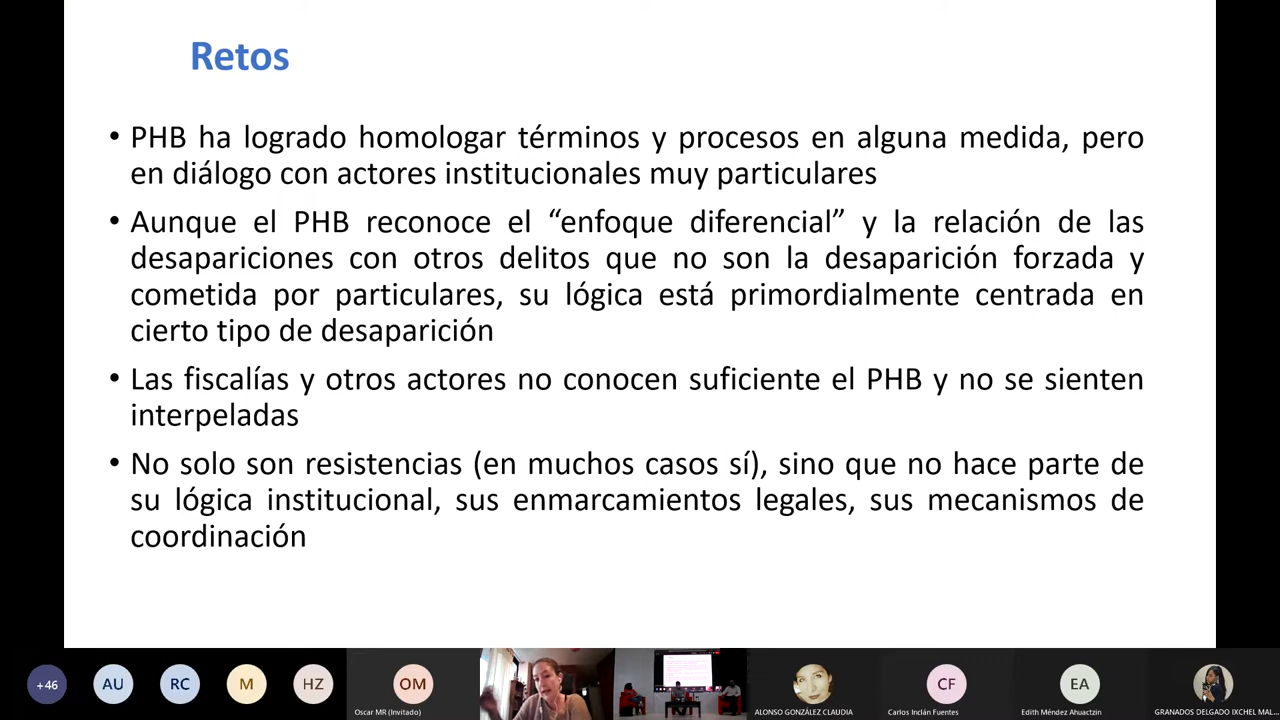 Retos
• PHB ha logrado homologar términos y procesos en alguna medida, pero
en diálogo con actores institucionales muy particulares
• Aunque el PHB reconoce el “enfoque diferencial” y la relación de las
desapariciones con otros delitos que no son la desaparición forzada y
cometida por particulares, su lógica está primordialmente centrada en
cierto tipo de desaparición
• Las fiscalías y otros actores no conocen suficiente el PHB y no se sienten
interpeladas
• No solo son resistencias (en muchos casos sí), sino que no hace parte de
su lógica institucional, sus enmarcamientos legales, sus mecanismos de
coordinación
+46 AU RC M HZ OM CF EA
Oscar MR (Invitado) ALONSO GONZÁLEZ CLAUDIA Carlos Inclán Fuentes Edith Méndez Ahuactzin GRANADOS DELGADO IXCHEL MAL...